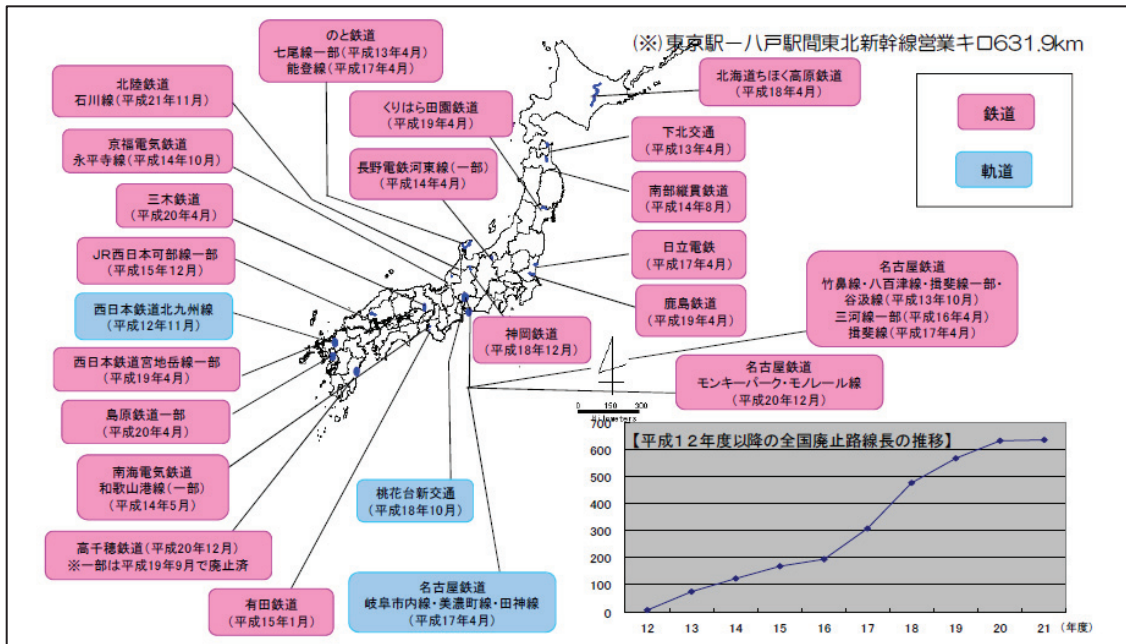 (※)東京駅－八戸駅間東北新幹線営業キロ631.9km
のと鉄道
七尾線一部(平成13年4月)
能登線(平成17年4月)
北陸鉄道
石川線(平成21年11月)
京福電気鉄道
永平寺線(平成14年10月)
三木鉄道
(平成20年4月)
JR西日本可部線一部
(平成15年12月)
西日本鉄道北九州線
(平成12年11月)
西日本鉄道宮地岳線一部
(平成19年4月)
島原鉄道一部
(平成20年4月)
南海電気鉄道
和歌山港線(一部)
(平成14年5月)
高千穂鉄道(平成20年12月)
※一部は平成19年9月で廃止済
有田鉄道
(平成15年1月)
くりはら田園鉄道
(平成19年4月)
長野電鉄河東線(一部)
(平成14年4月)
北海道ちほく高原鉄道
(平成18年4月)
下北交通
(平成13年4月)
南部縦貫鉄道
(平成14年8月)
日立電鉄
(平成17年4月)
鹿島鉄道
(平成19年4月)
鉄道
軌道
名古屋鉄道
竹鼻線・八百津線・揖斐線一部・
谷汲線(平成13年10月)
三河線一部(平成16年4月)
揖斐線(平成17年4月)
神岡鉄道
(平成18年12月)
名古屋鉄道
モンキーパーク・モノレール線
(平成20年12月)
桃花台新交通
(平成18年10月)
名古屋鉄道
岐阜市内線・美濃町線・田神線
(平成17年4月)
0 150 300
Kilometers
【平成12年度以降の全国廃止路線長の推移】
700
600
500
400
300
200
100
0
12 13 14 15 16 17 18 19 20 21 (年度)